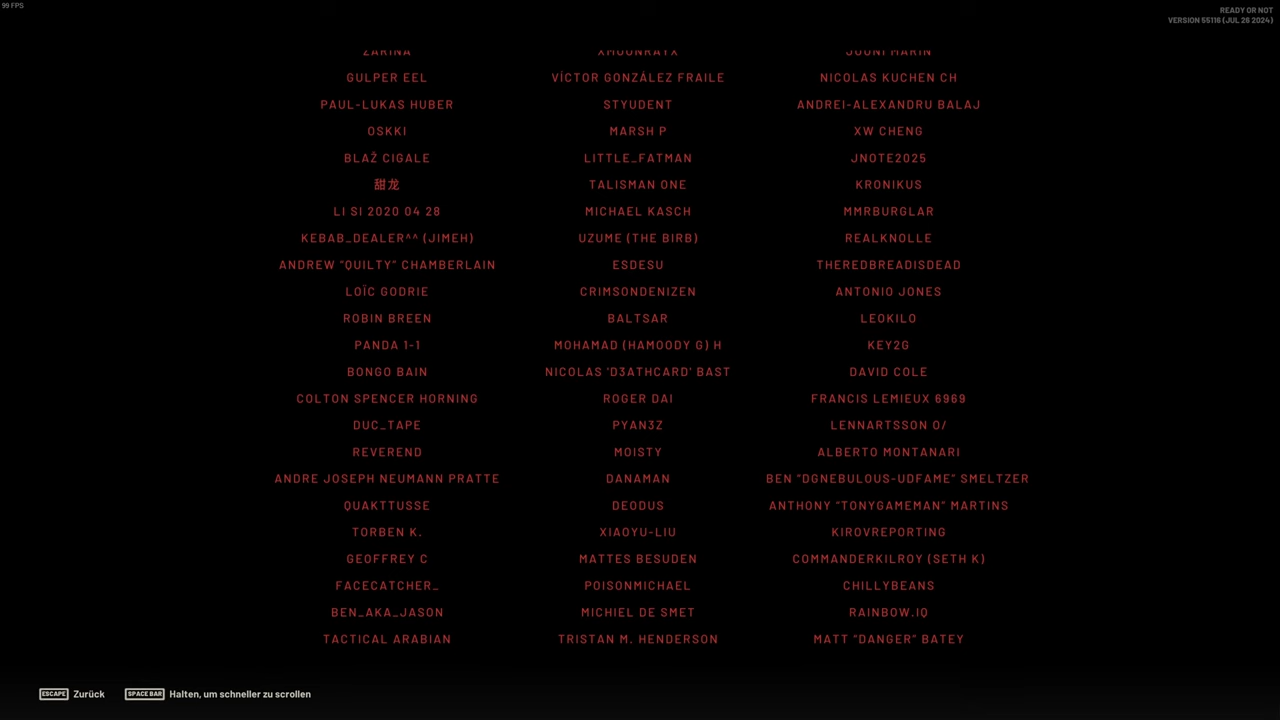 99 FPS
READY OR NOT
VERSION 55116 (JUL 26 2024)
ZARINA XMOONRAYX JOONI MARIN
GULPER EEL VÍCTOR GONZÁLEZ FRAILE NICOLAS KUCHEN CH
PAUL-LUKAS HUBER STYUDENT ANDREI-ALEXANDRU BALAJ
OSKKI MARSH P XW CHENG
BLAŽ CIGALE LITTLE_FATMAN JNOTE2025
甜龙 TALISMAN ONE KRONIKUS
LI SI 2020 04 28 MICHAEL KASCH MMRBURGLAR
KEBAB_DEALER^^ (JIMEH) UZUME (THE BIRB) REALKNOLLE
ANDREW "QUILTY" CHAMBERLAIN ESDESU THEREDBREADISDEAD
LOÏC GODRIE CRIMSONDENIZEN ANTONIO JONES
ROBIN BREEN BALTSAR LEOKILO
PANDA 1-1 MOHAMAD (HAMOODY G) H KEY2G
BONGO BAIN NICOLAS 'D3ATHCARD' BAST DAVID COLE
COLTON SPENCER HORNING ROGER DAI FRANCIS LEMIEUX 6969
DUC_TAPE PYAN3Z LENNARTSSON O/
REVEREND MOISTY ALBERTO MONTANARI
ANDRE JOSEPH NEUMANN PRATTE DANAMAN BEN "DGNEBULOUS-UDFAME" SMELTZER
QUAKTTUSSE DEODUS ANTHONY "TONYGAMEMAN" MARTINS
TORBEN K. XIAOYU-LIU KIROVREPORTING
GEOFFREY C MATTES BESUDEN COMMANDERKILROY (SETH K)
FACECATCHER_ POISONMICHAEL CHILLYBEANS
BEN_AKA_JASON MICHIEL DE SMET RAINBOW.IQ
TACTICAL ARABIAN TRISTAN M. HENDERSON MATT "DANGER" BATEY
ESCAPE Zurück SPACE BAR Halten, um schneller zu scrollen